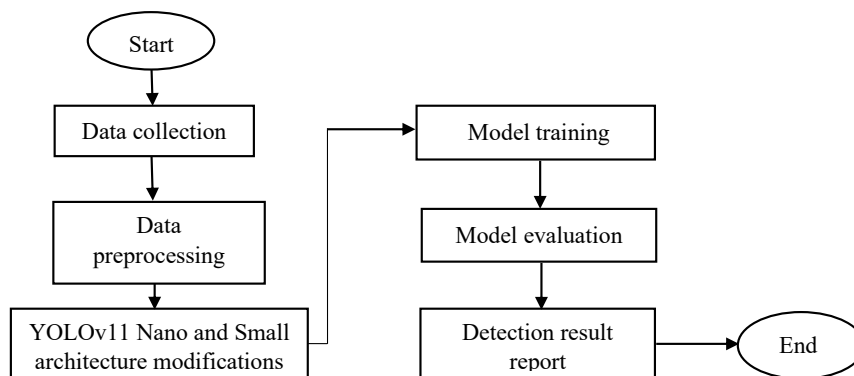 Start
Data collection
Data
preprocessing
YOLOv11 Nano and Small
architecture modifications
Model training
Model evaluation
Detection result
report
End